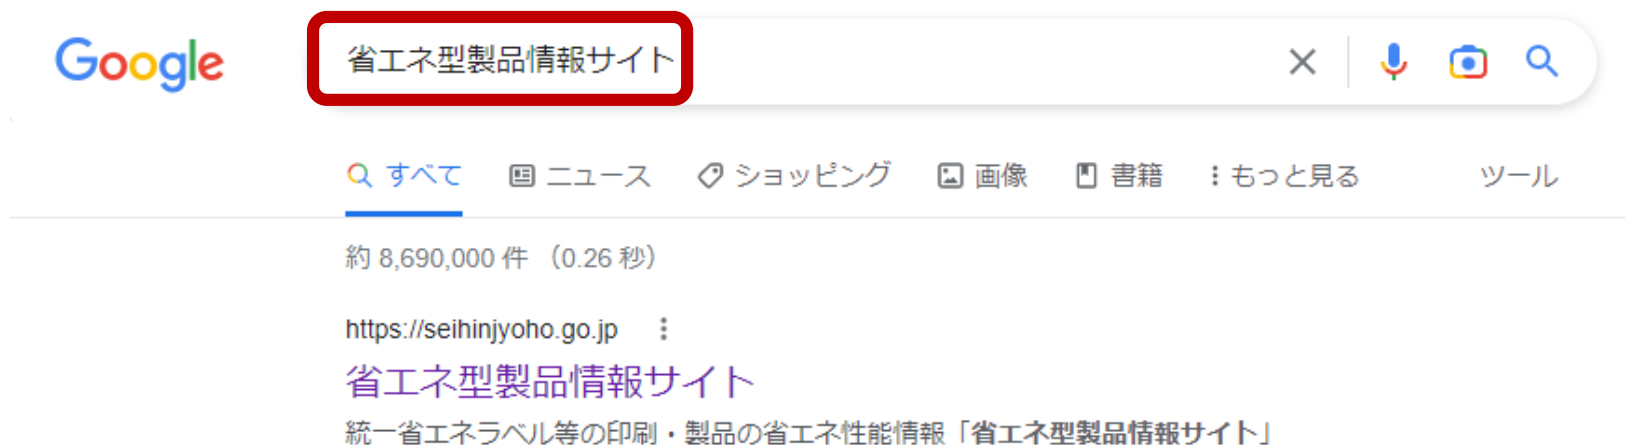 Google 省エネ型製品情報サイト
すべて ニュース ショッピング 画像 書籍 もっと見る ツール
約 8,690,000 件 （0.26 秒）
https://seihinjyoho.go.jp
省エネ型製品情報サイト
統一省エネラベル等の印刷・製品の省エネ性能情報「省エネ型製品情報サイト」